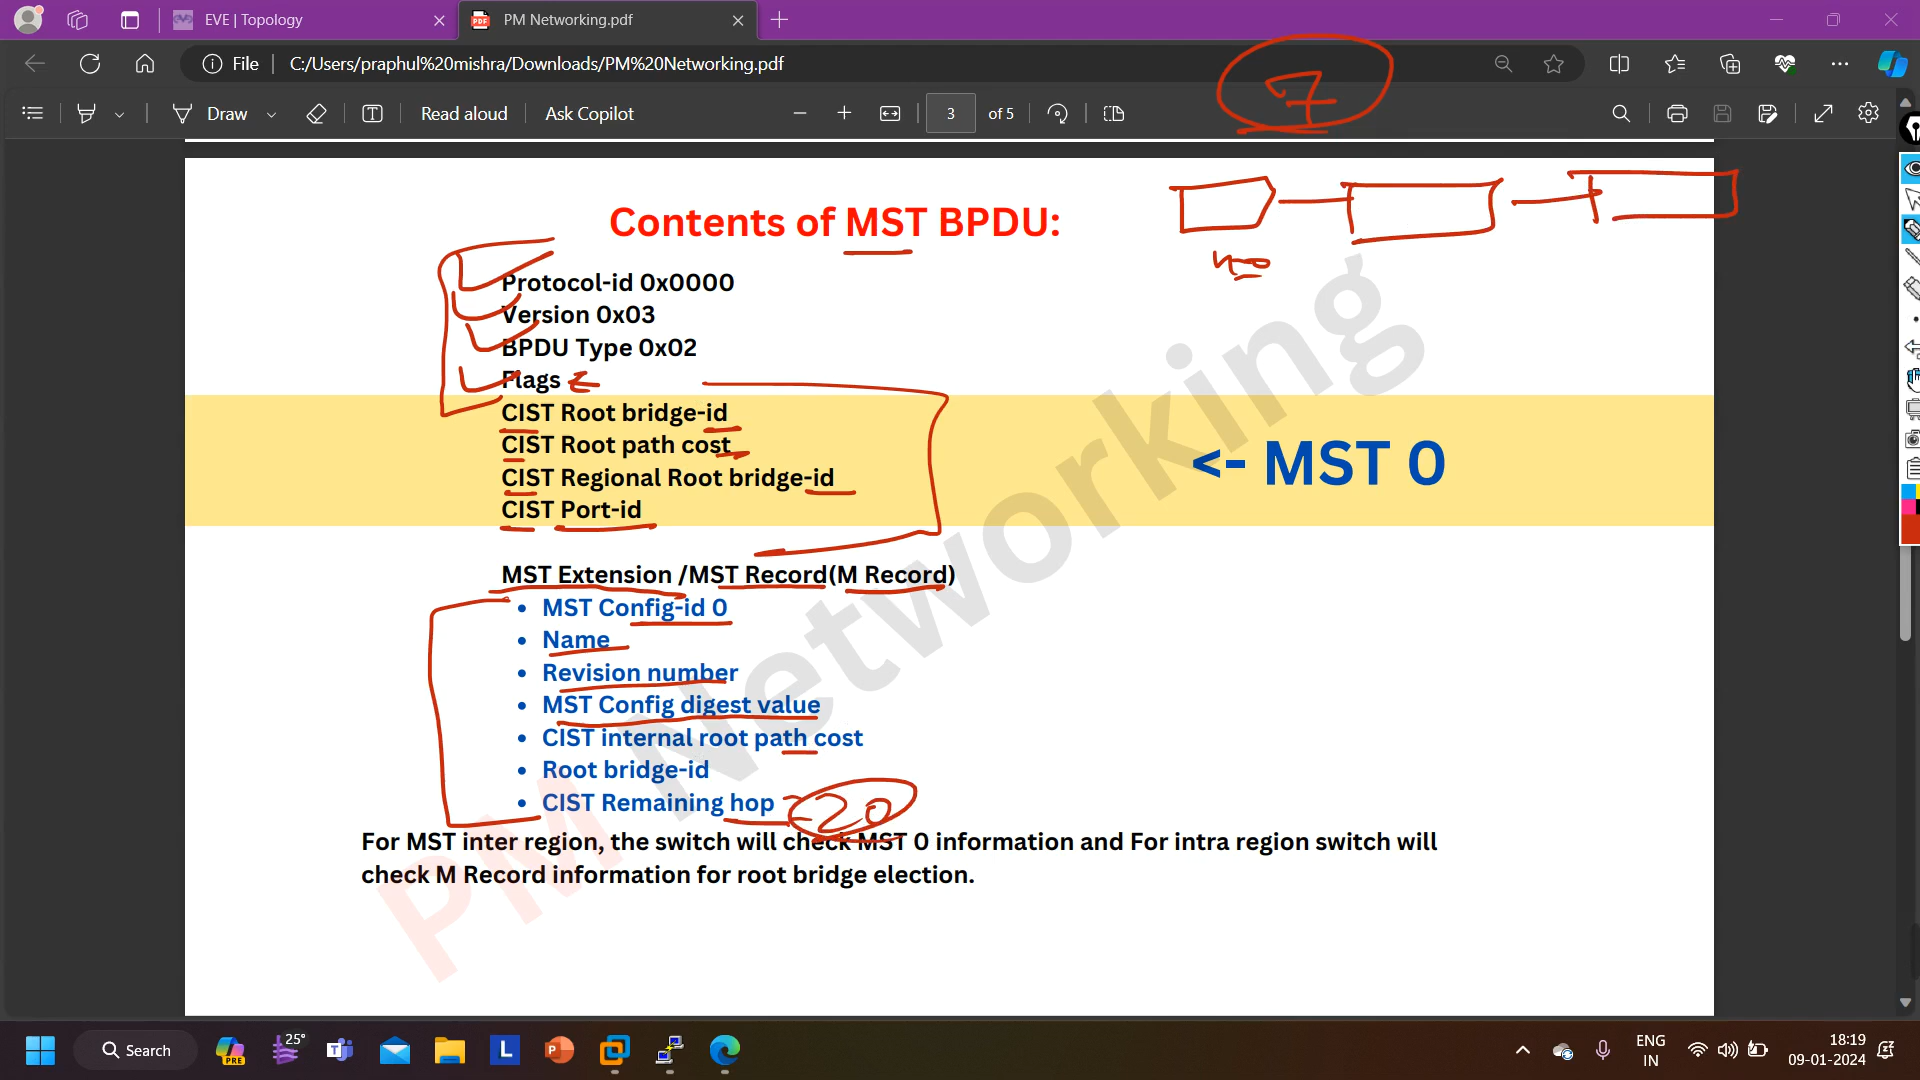 EVE | Topology
PM Networking.pdf
File
C:/Users/praphul%20mishra/Downloads/PM%20Networking.pdf
7
Draw
Read aloud
Ask Copilot
3
of 5
Contents of MST BPDU:
Protocol-id 0x0000
Version 0x03
BPDU Type 0x02
Flags
CIST Root bridge-id
CIST Root path cost
<- MST 0
CIST Regional Root bridge-id
CIST Port-id
MST Extension /MST Record(M Record)
• MST Config-id 0
• Name
• Revision number
• MST Config digest value
• CIST internal root path cost
• Root bridge-id
• CIST Remaining hop
20
For MST inter region, the switch will check MST 0 information and For intra region switch will
check M Record information for root bridge election.
PM Networking
25°
Search
ENG
IN
18:19
09-01-2024